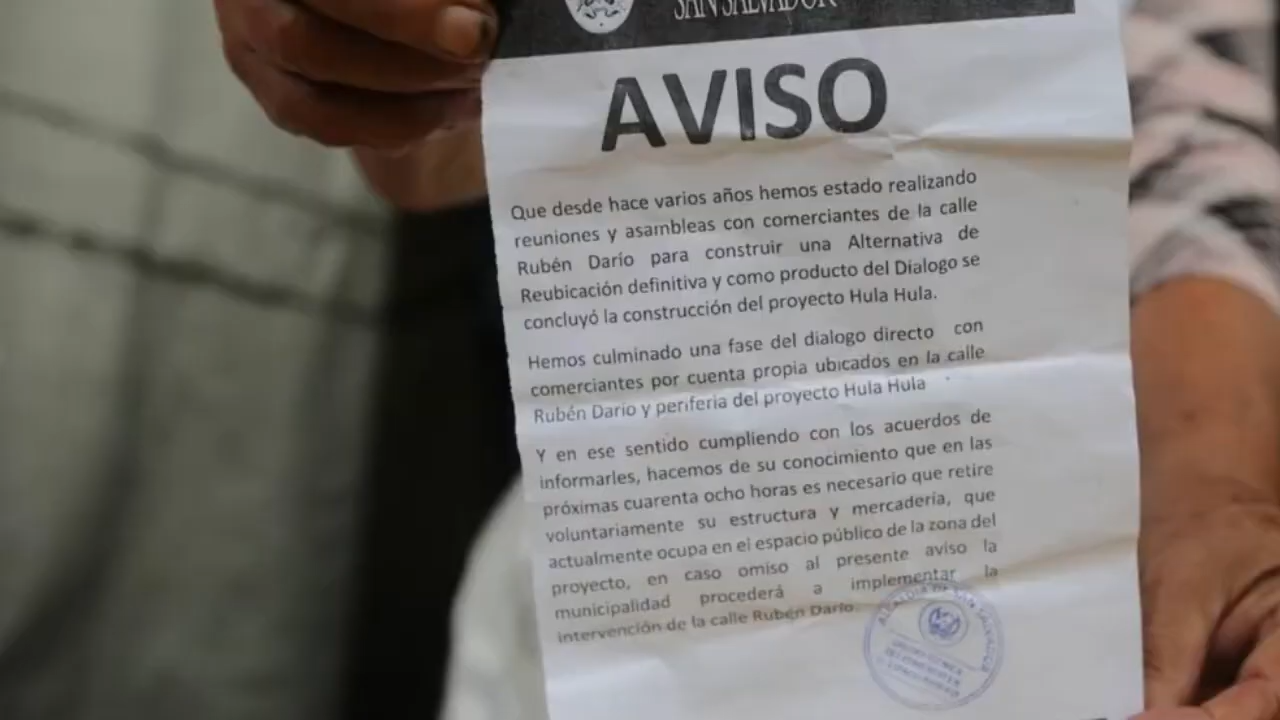 SAN SALVADOR
AVISO
Que desde hace varios años hemos estado realizando
reuniones y asambleas con comerciantes de la calle
Rubén Darío para construir una Alternativa de
Reubicación definitiva y como producto del Dialogo se
concluyó la construcción del proyecto Hula Hula.
Hemos culminado una fase del dialogo directo con
comerciantes por cuenta propia ubicados en la calle
Rubén Darío y periferia del proyecto Hula Hula
Y en ese sentido cumpliendo con los acuerdos de
informarles, hacemos de su conocimiento que en las
próximas cuarenta ocho horas es necesario que retire
voluntariamente su estructura y mercadería, que
actualmente ocupa en el espacio público de la zona del
proyecto, en caso omiso al presente aviso la
municipalidad procederá a implementar la
intervención de la calle Rubén Darío.
ALCALDIA DE SAN SALVADOR